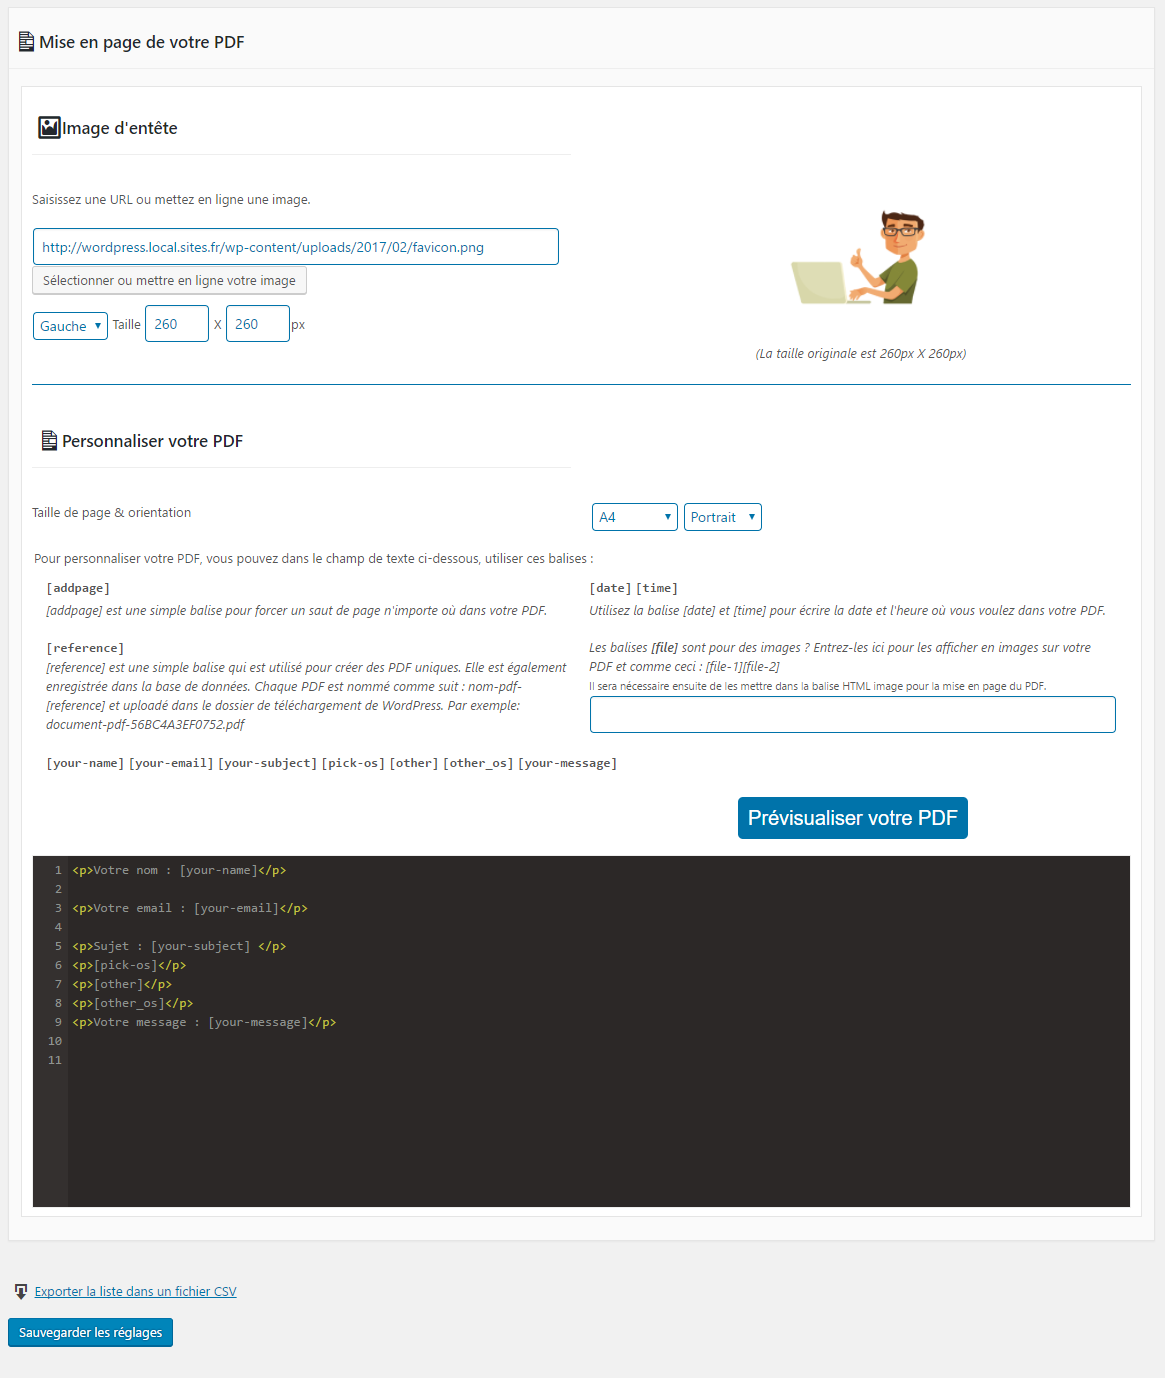 Mise en page de votre PDF
Image d'entête
Saisissez une URL ou mettez en ligne une image.
http://wordpress.local.sites.fr/wp-content/uploads/2017/02/favicon.png
Sélectionner ou mettre en ligne votre image
Gauche Taille 260 X 260 px
(La taille originale est 260px X 260px)
Personnaliser votre PDF
Taille de page & orientation A4 Portrait
Pour personnaliser votre PDF, vous pouvez dans le champ de texte ci-dessous, utiliser ces balises :
[addpage]
[addpage] est une simple balise pour forcer un saut de page n'importe où dans votre PDF.
[date] [time]
Utilisez la balise [date] et [time] pour écrire la date et l'heure où vous voulez dans votre PDF.
[reference]
[reference] est une simple balise qui est utilisé pour créer des PDF uniques. Elle est également
enregistrée dans la base de données. Chaque PDF est nommé comme suit : nom-pdf-
[reference] et uploadé dans le dossier de téléchargement de WordPress. Par exemple:
document-pdf-56BC4A3EF0752.pdf
Les balises [file] sont pour des images ? Entrez-les ici pour les afficher en images sur votre
PDF et comme ceci : [file-1][file-2]
Il sera nécessaire ensuite de les mettre dans la balise HTML image pour la mise en page du PDF.
[your-name] [your-email] [your-subject] [pick-os] [other] [other_os] [your-message]
Prévisualiser votre PDF
1 <p>Votre nom : [your-name]</p>
2
3 <p>Votre email : [your-email]</p>
4
5 <p>Sujet : [your-subject] </p>
6 <p>[pick-os]</p>
7 <p>[other]</p>
8 <p>[other_os]</p>
9 <p>Votre message : [your-message]</p>
10
11
Exporter la liste dans un fichier CSV
Sauvegarder les réglages